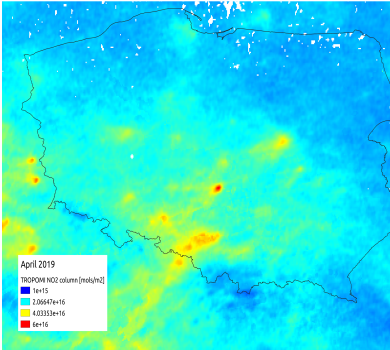 April 2019
TROPOMI NO2 column [mols/m2]
1e+15
2.06647e+16
4.03353e+16
6e+16